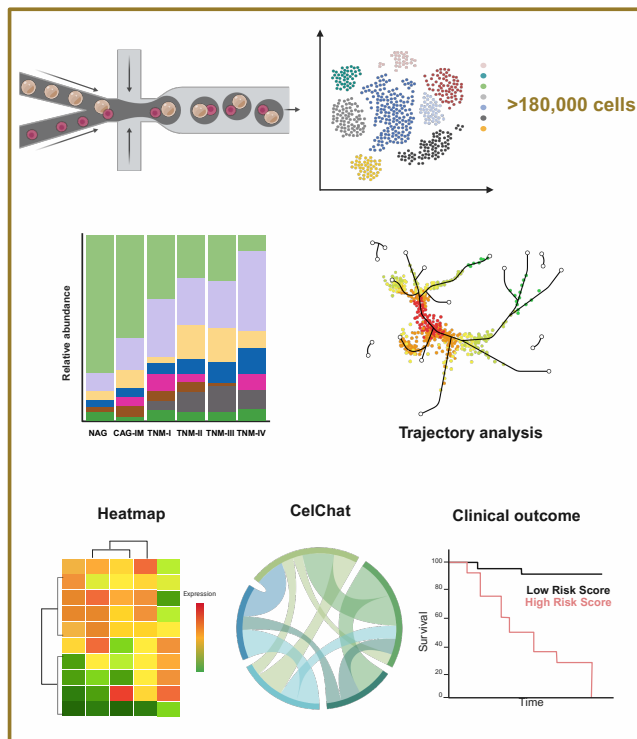 >180,000 cells
Relative abundance
NAG CAG-IM TNM-I TNM-II TNM-III TNM-IV
Trajectory analysis
Heatmap
Expression
CelChat
Clinical outcome
100
80
60
40
20
0
Survival
Low Risk Score
High Risk Score
Time